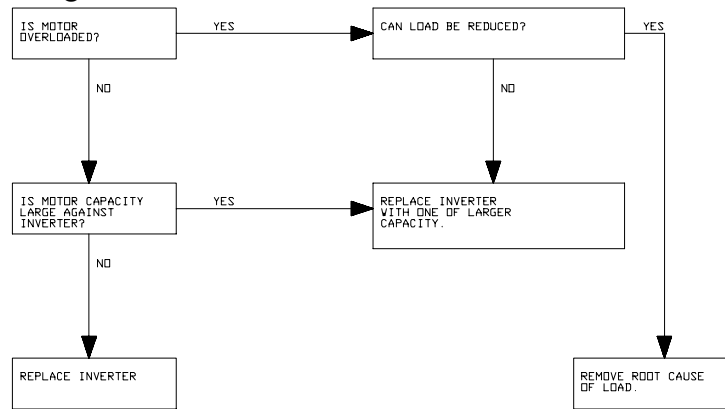 IS MOTOR
OVERLOADED?
YES
CAN LOAD BE REDUCED?
YES
NO
NO
IS MOTOR CAPACITY
LARGE AGAINST
INVERTER?
YES
REPLACE INVERTER
WITH ONE OF LARGER
CAPACITY.
NO
REPLACE INVERTER
REMOVE ROOT CAUSE
OF LOAD.